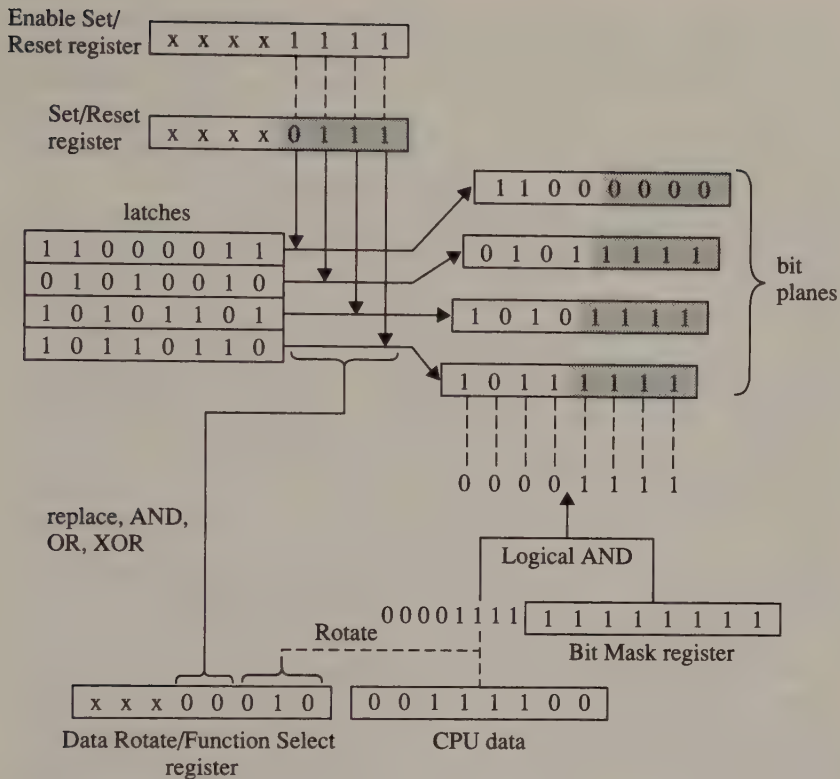 Enable Set/
Reset register
x x x x 1 1 1 1
Set/Reset
register
x x x x 0 1 1 1
latches
1 1 0 0 0 0 1 1
0 1 0 1 0 0 1 0
1 0 1 0 1 1 0 1
1 0 1 1 0 1 1 0
1 1 0 0 0 0 0 0
0 1 0 1 1 1 1 1
1 0 1 0 1 1 1 1
1 0 1 1 1 1 1 1
bit
planes
0 0 0 0 1 1 1 1
replace, AND,
OR, XOR
Logical AND
0 0 0 0 1 1 1 1
1 1 1 1 1 1 1 1
Rotate
Bit Mask register
x x x 0 0 0 1 0
0 0 1 1 1 1 0 0
Data Rotate/Function Select
register
CPU data